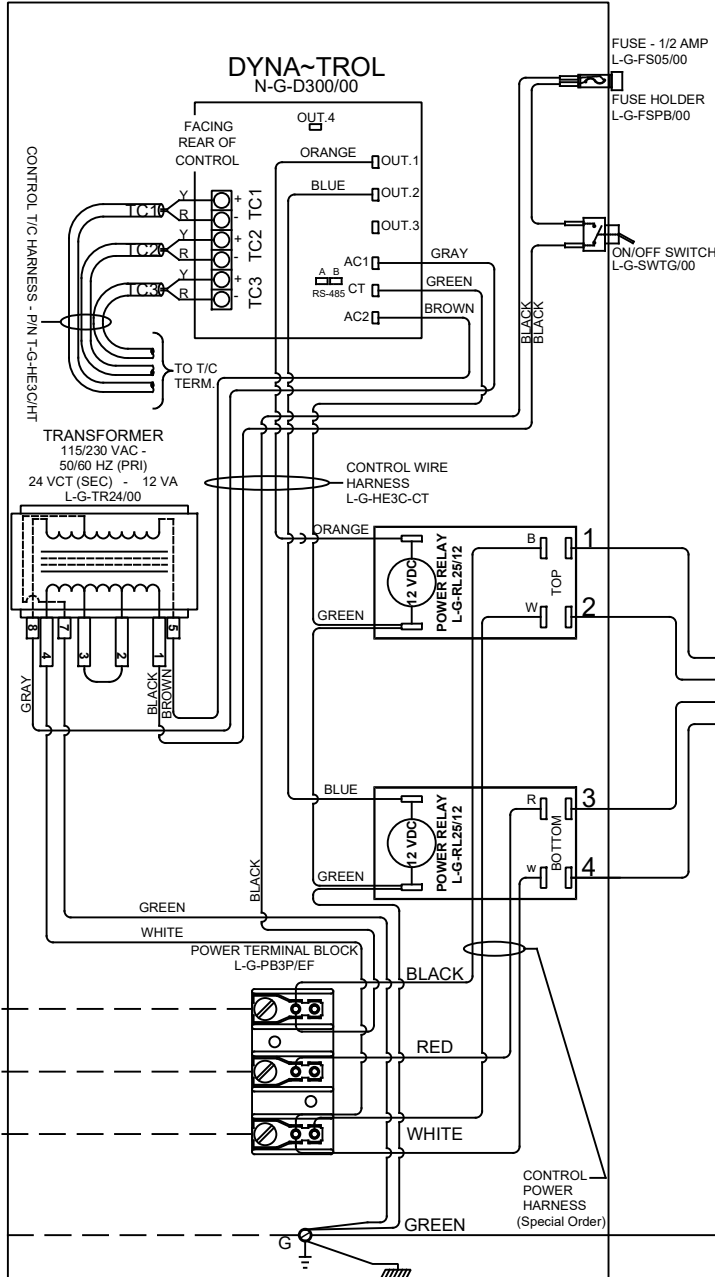 DYNA~TROL
N-G-D300/00
FUSE - 1/2 AMP
L-G-FS05/00
FUSE HOLDER
L-G-FSPB/00
ON/OFF SWITCH
L-G-SWTG/00
FACING
REAR OF
CONTROL
OUT.4
ORANGE
OUT.1
BLUE
OUT.2
OUT.3
AC1
GRAY
A B
RS-485
CT
GREEN
AC2
BROWN
TC1
Y
R
+
-
TC1
TC2
Y
R
+
-
TC2
TC3
Y
R
+
-
TC3
CONTROL T/C HARNESS - P/N T-G-HE3C/HT
TO T/C
TERM.
BLACK
BLACK
TRANSFORMER
115/230 VAC -
50/60 HZ (PRI)
24 VCT (SEC) - 12 VA
L-G-TR24/00
8
4
7
3
2
1
5
GRAY
BLACK
BROWN
CONTROL WIRE
HARNESS
L-G-HE3C-CT
ORANGE
12 VDC
GREEN
POWER RELAY
L-G-RL25/12
B
W
TOP
1
2
BLUE
12 VDC
GREEN
POWER RELAY
L-G-RL25/12
R
W
BOTTOM
3
4
BLACK
GREEN
WHITE
POWER TERMINAL BLOCK
L-G-PB3P/EF
BLACK
RED
WHITE
CONTROL
POWER
HARNESS
(Special Order)
GREEN
G